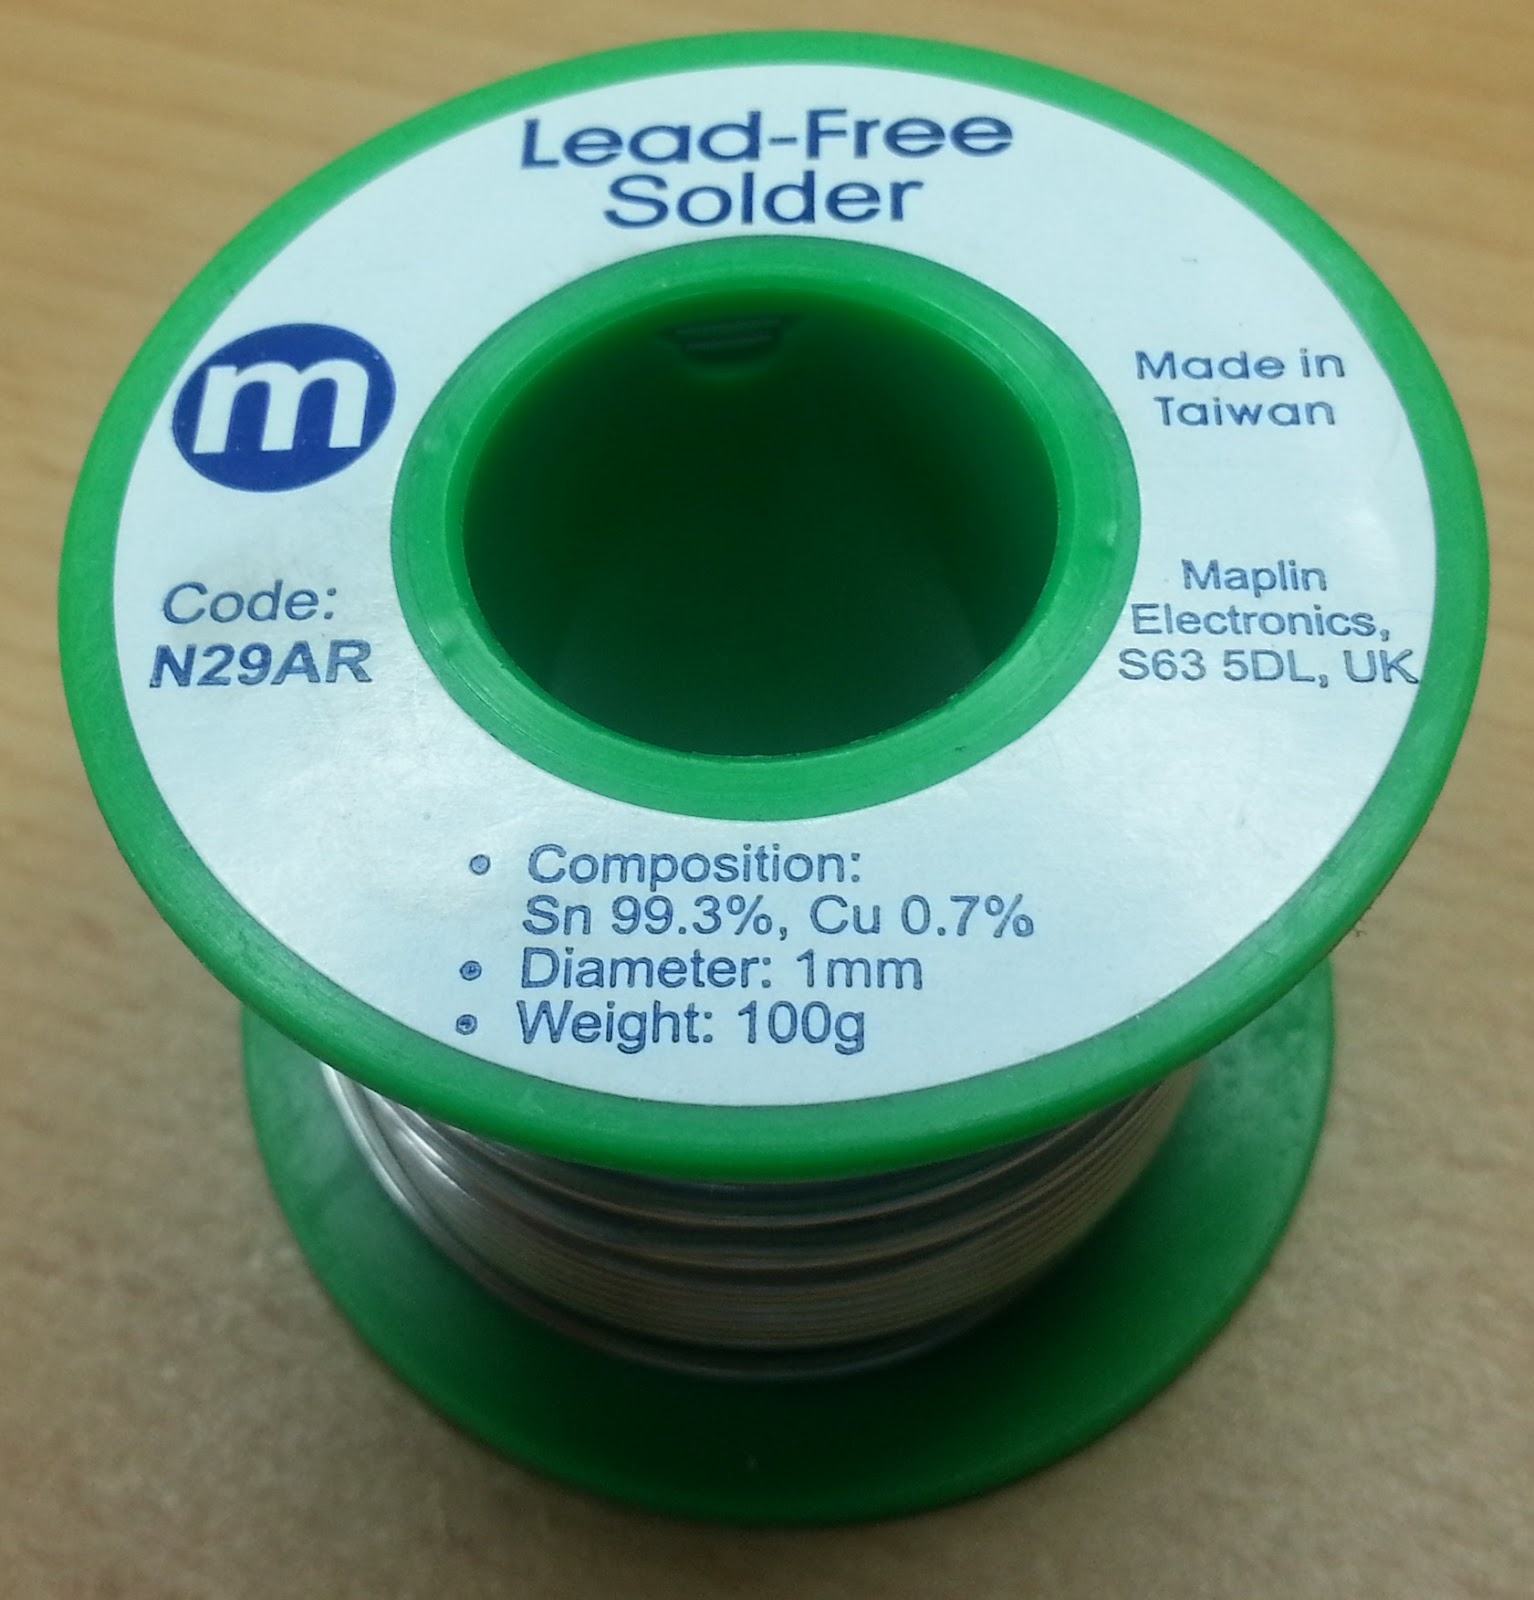 Lead-Free
Solder
m
Made in
Taiwan
Code:
N29AR
Maplin
Electronics,
S63 5DL, UK
• Composition:
Sn 99.3%, Cu 0.7%
• Diameter: 1mm
• Weight: 100g